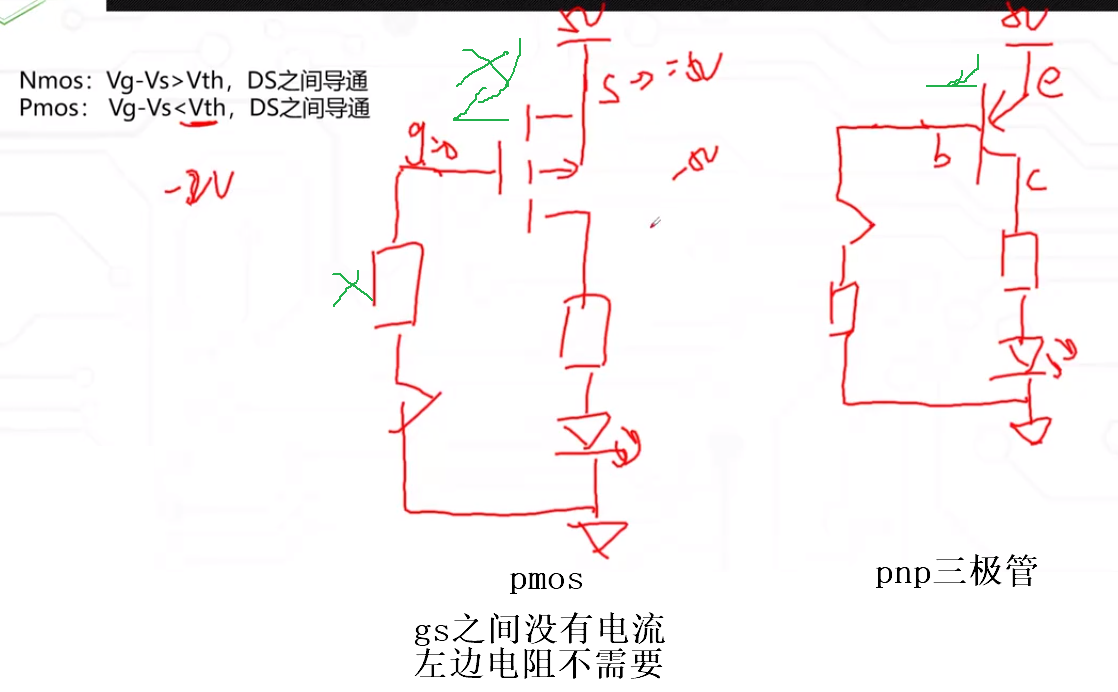 Nmos：Vg-Vs>Vth，DS之间导通
Pmos： Vg-Vs<Vth，DS之间导通
5V
S
5V
g
0
-5V
5V
e
b
c
pmos
pnp三极管
gs之间没有电流
左边电阻不需要